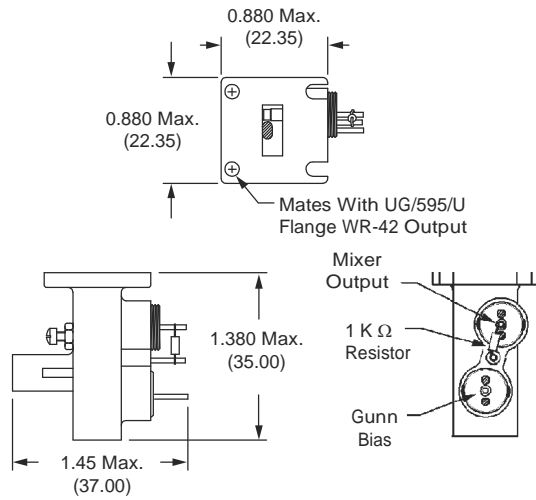 0.880 Max.
(22.35)
0.880 Max.
(22.35)
Mates With UG/595/U
Flange WR-42 Output
Mixer
Output
1.380 Max.
(35.00)
1 K Ω
Resistor
Gunn
Bias
1.45 Max.
(37.00)